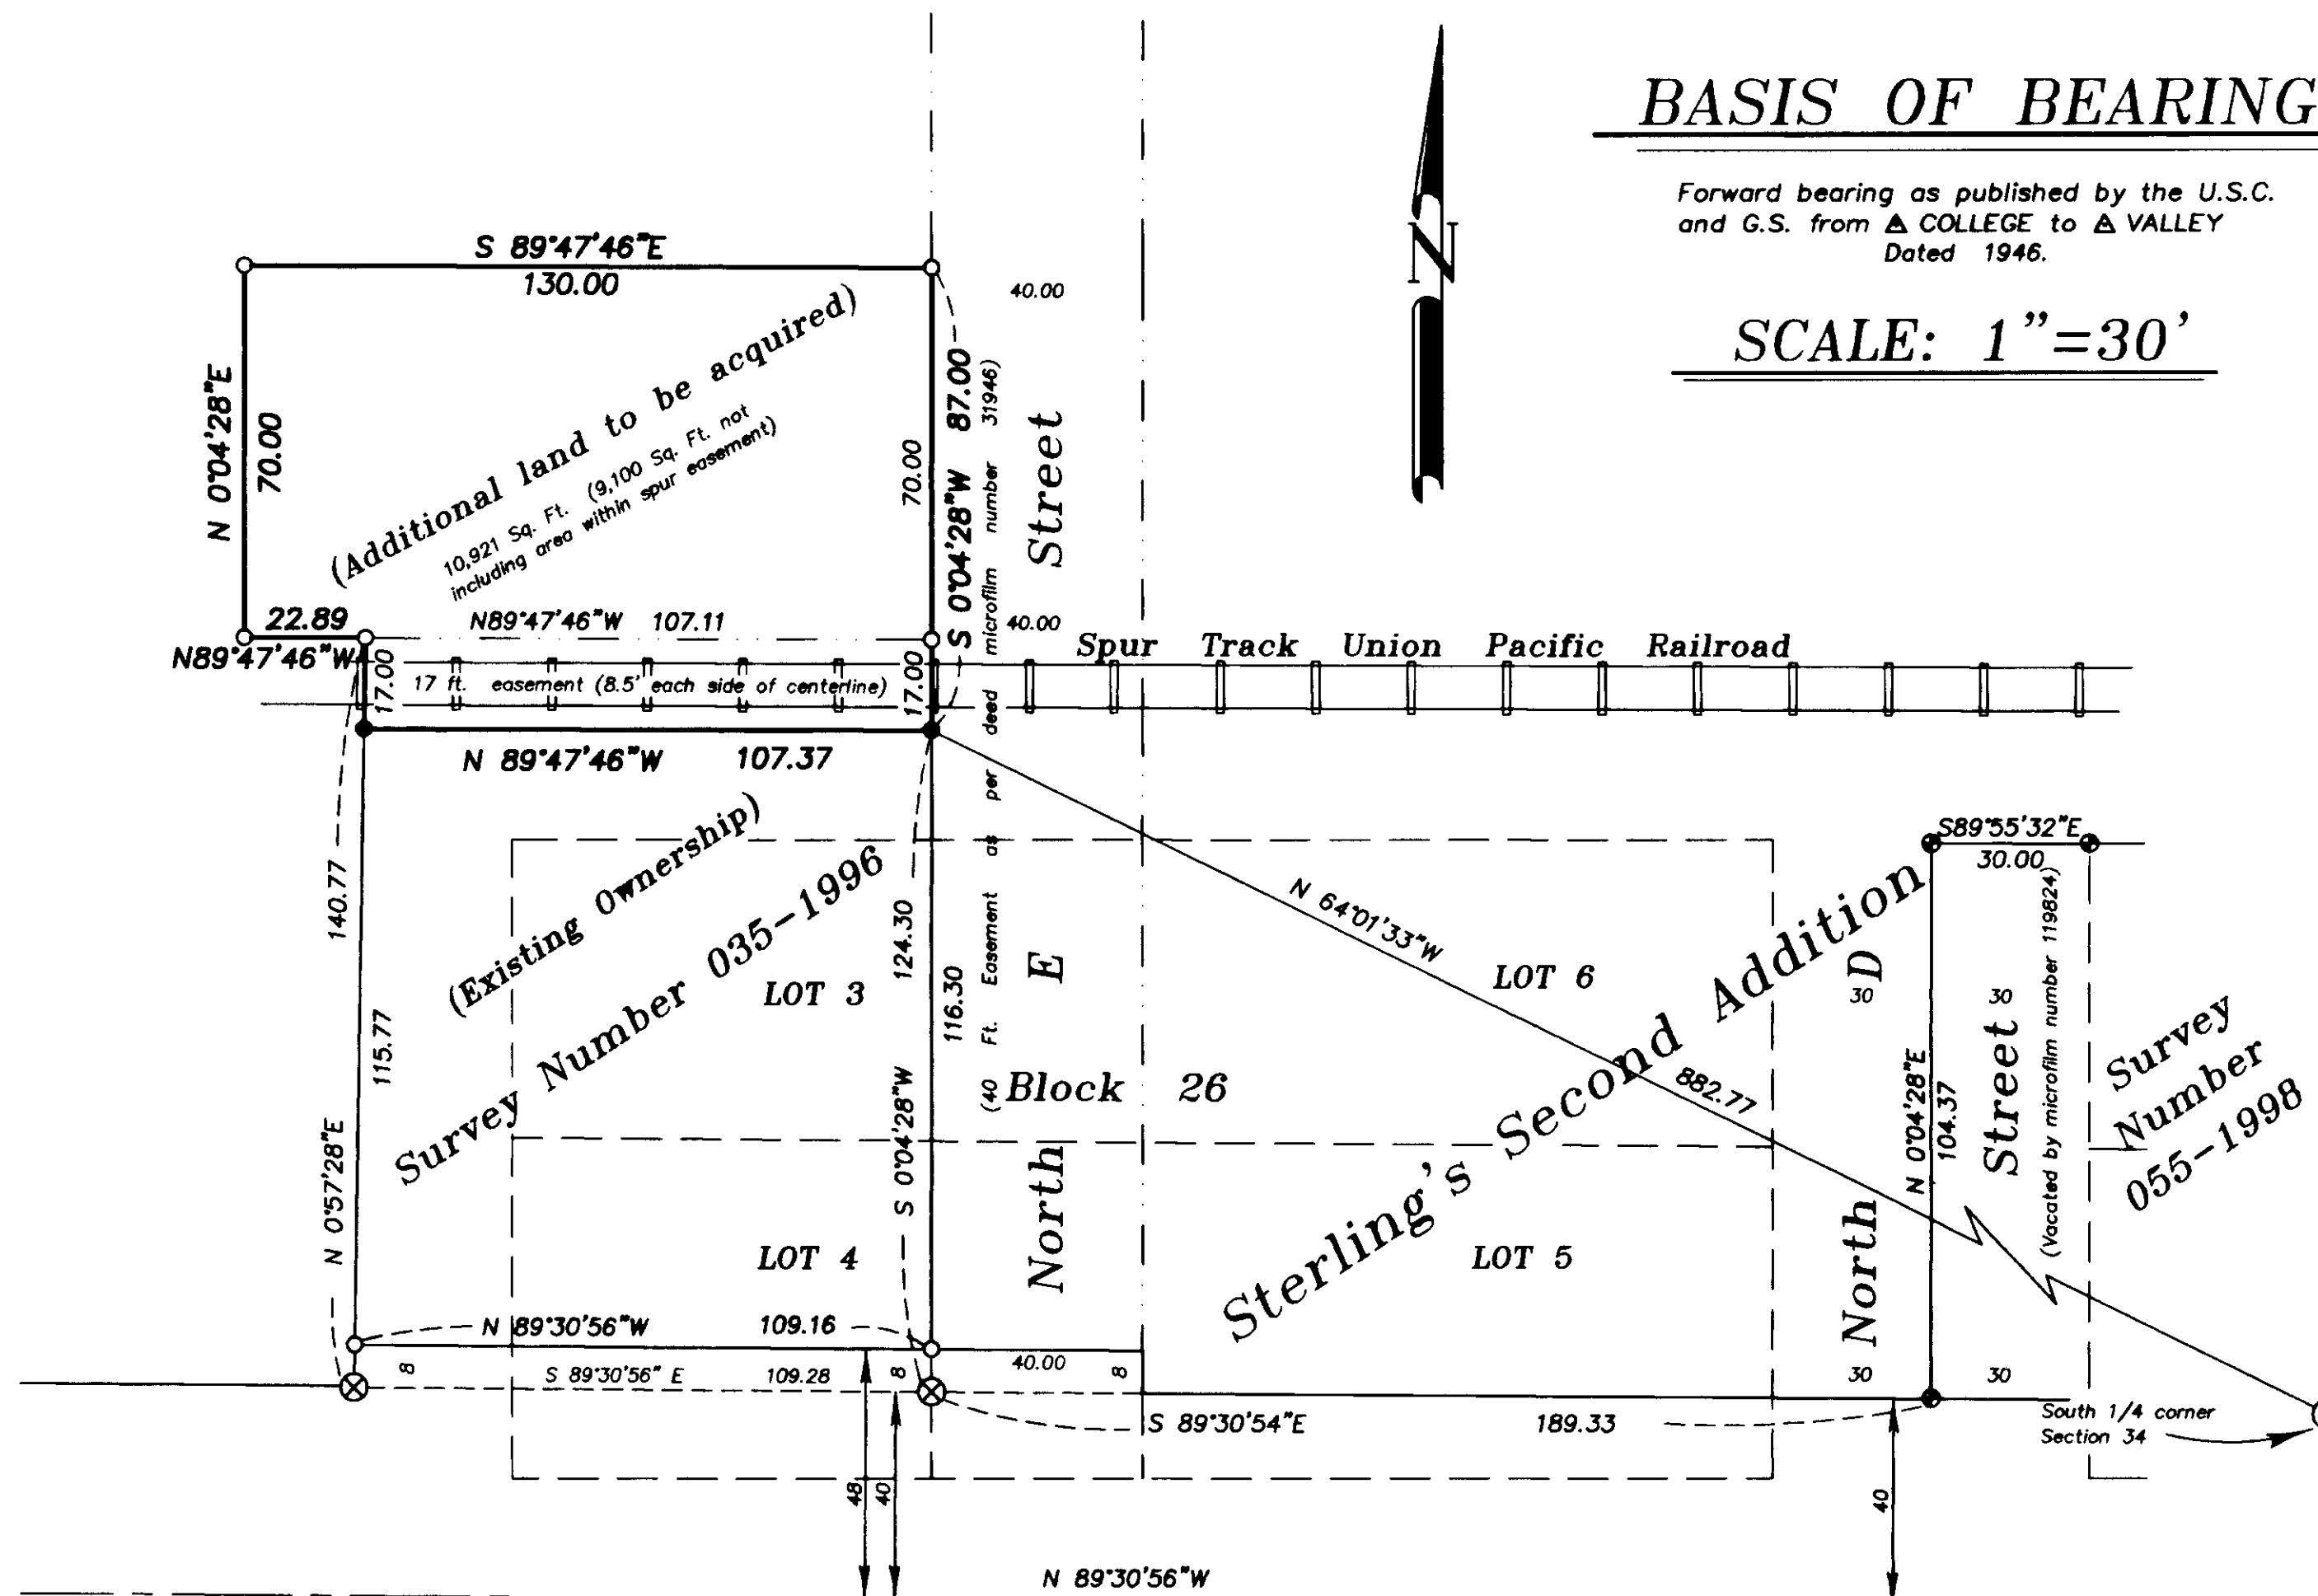 BASIS OF BEARING
Forward bearing as published by the U.S.C.
and G.S. from COLLEGE to VALLEY
Dated 1946.
SCALE: 1"=30'
N
S 89°47'46"E
130.00
N 0°04'28"E
70.00
(Additional land to be acquired)
10,921 Sq. Ft. (9,100 Sq. Ft. not
including area within spur easement)
S 0°04'28"W 87.00
70.00
40.00
Street
40.00
22.89
N89°47'46"W
N89°47'46"W 107.11
Spur Track Union Pacific Railroad
17.00
17 ft. easement (8.5' each side of centerline)
17.00
N 89°47'46"W 107.37
(40 Ft. Easement as per deed microfilm number 31946)
(Existing Ownership)
Survey Number 035-1996
140.77
115.77
N 0°57'28"E
LOT 3
124.30
116.30
S 0°04'28"W
E
North
Block 26
N 64°01'33"W
882.77
LOT 6
Sterling's Second Addition
S89°55'32"E
30.00
D
30
30
Street
North
N 0°04'28"E
104.37
(Vacated by microfilm number 119824)
Survey
Number
055-1998
LOT 4
LOT 5
N 89°30'56"W 109.16
8
S 89°30'56" E 109.28
8
40.00
8
30
30
S 89°30'54"E 189.33
South 1/4 corner
Section 34
48
40
40
N 89°30'56"W